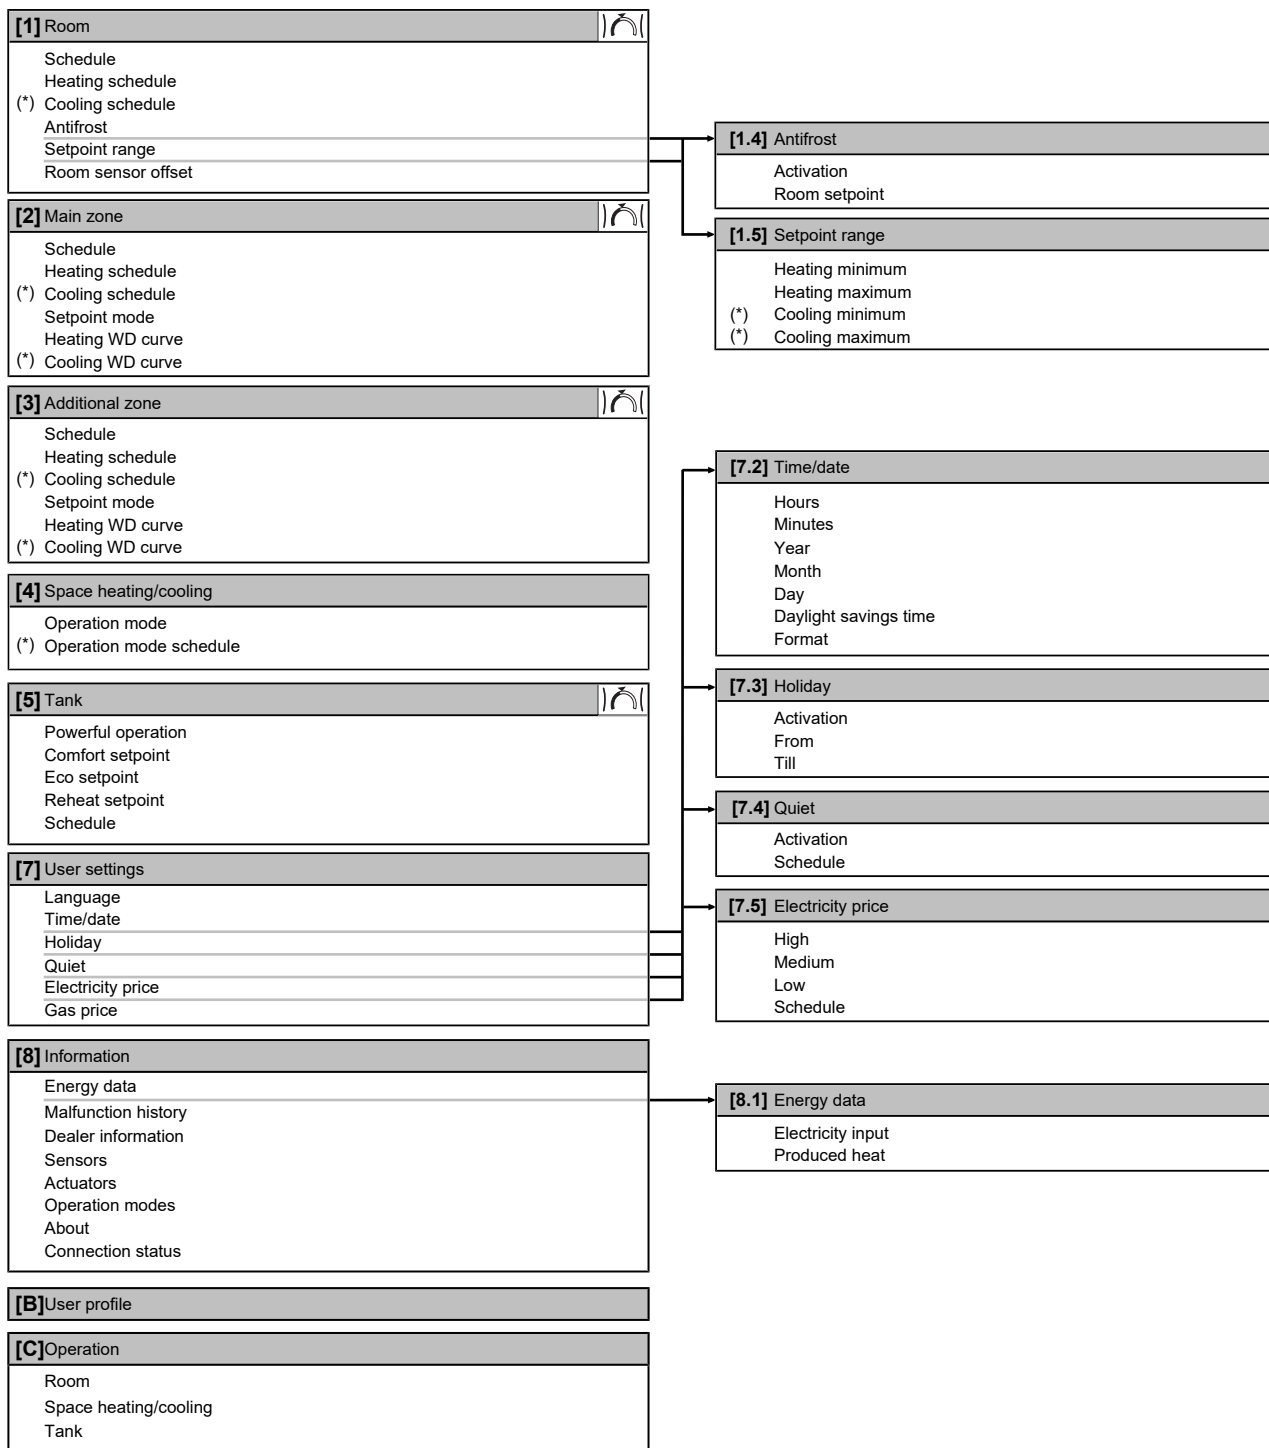 [1] Room
Schedule
Heating schedule
(*) Cooling schedule
Antifrost
Setpoint range
Room sensor offset
[1.4] Antifrost
Activation
Room setpoint
[1.5] Setpoint range
Heating minimum
Heating maximum
(*) Cooling minimum
(*) Cooling maximum
[2] Main zone
Schedule
Heating schedule
(*) Cooling schedule
Setpoint mode
Heating WD curve
(*) Cooling WD curve
[3] Additional zone
Schedule
Heating schedule
(*) Cooling schedule
Setpoint mode
Heating WD curve
(*) Cooling WD curve
[4] Space heating/cooling
Operation mode
(*) Operation mode schedule
[5] Tank
Powerful operation
Comfort setpoint
Eco setpoint
Reheat setpoint
Schedule
[7] User settings
Language
Time/date
Holiday
Quiet
Electricity price
Gas price
[7.2] Time/date
Hours
Minutes
Year
Month
Day
Daylight savings time
Format
[7.3] Holiday
Activation
From
Till
[7.4] Quiet
Activation
Schedule
[7.5] Electricity price
High
Medium
Low
Schedule
[8] Information
Energy data
Malfunction history
Dealer information
Sensors
Actuators
Operation modes
About
Connection status
[8.1] Energy data
Electricity input
Produced heat
[B] User profile
[C] Operation
Room
Space heating/cooling
Tank